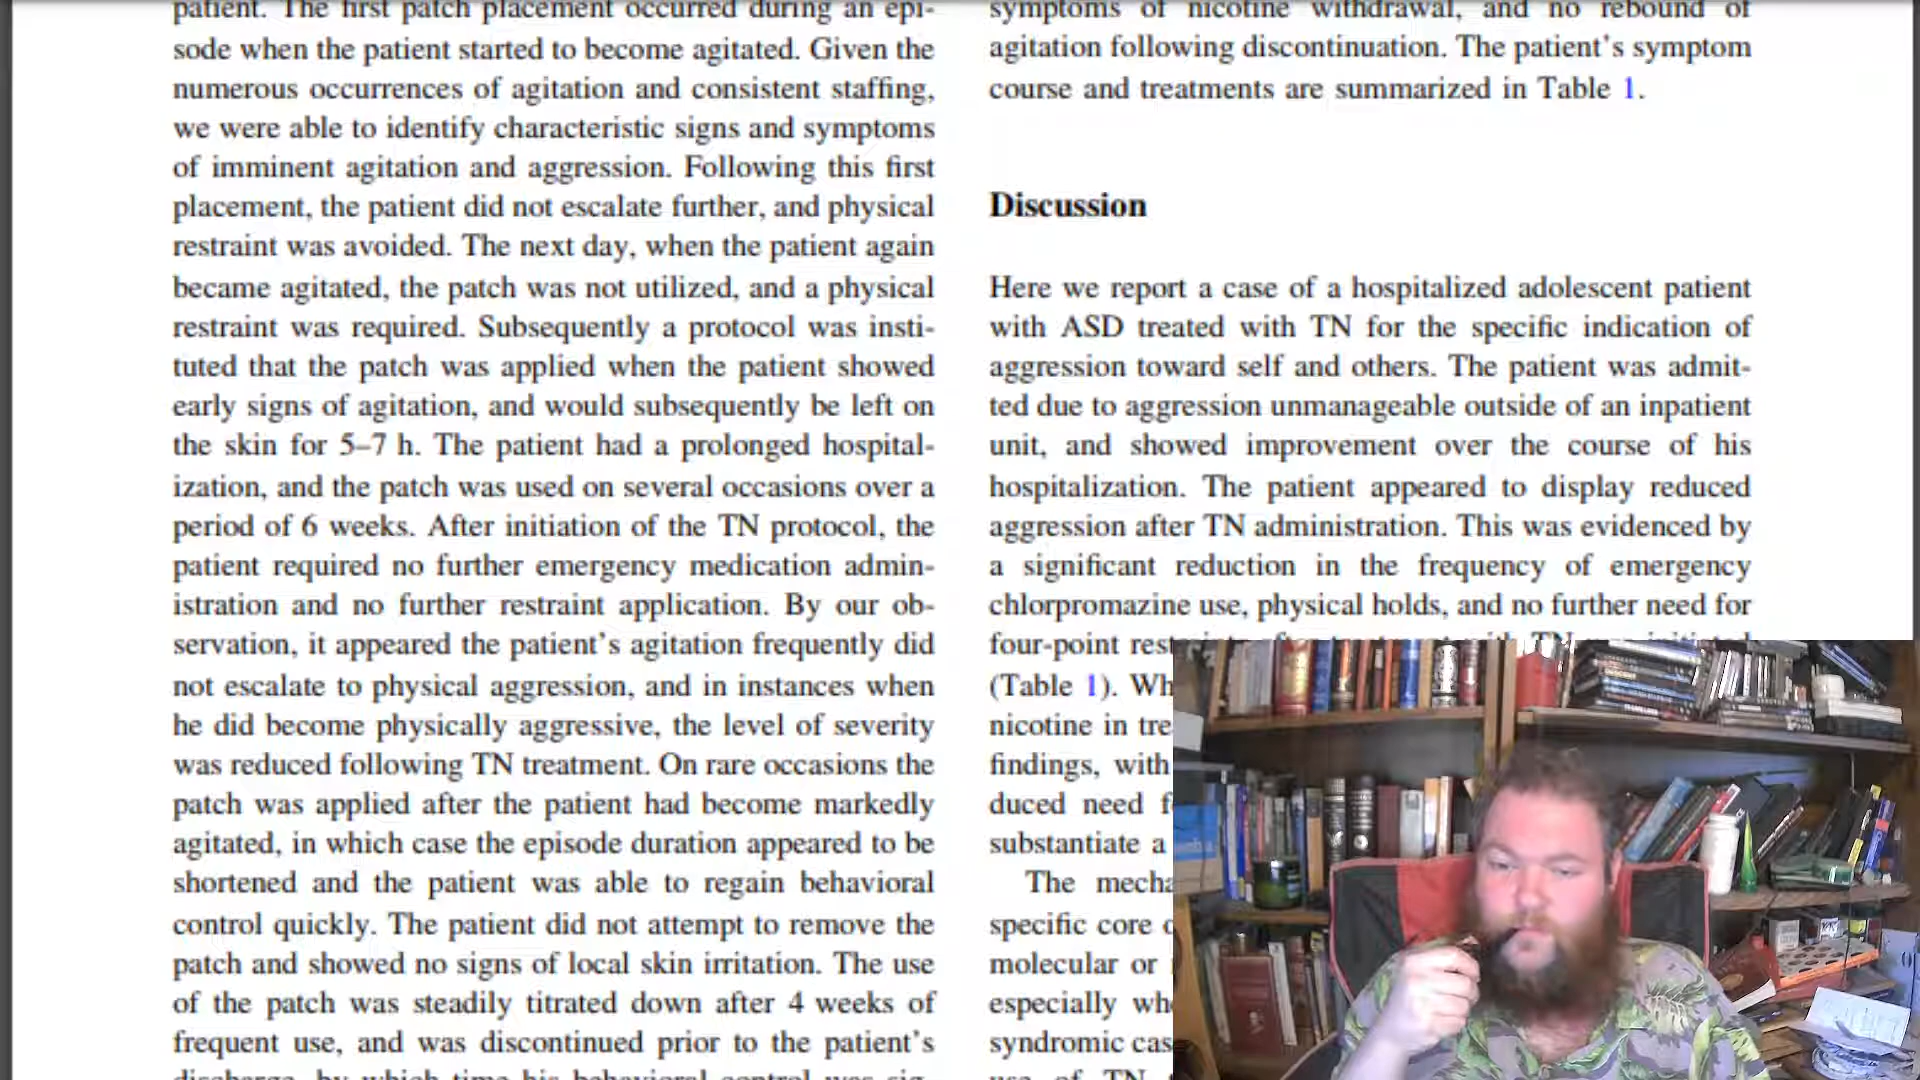 patient. The first patch placement occurred during an epi-
sode when the patient started to become agitated. Given the
numerous occurrences of agitation and consistent staffing,
we were able to identify characteristic signs and symptoms
of imminent agitation and aggression. Following this first
placement, the patient did not escalate further, and physical
restraint was avoided. The next day, when the patient again
became agitated, the patch was not utilized, and a physical
restraint was required. Subsequently a protocol was insti-
tuted that the patch was applied when the patient showed
early signs of agitation, and would subsequently be left on
the skin for 5–7 h. The patient had a prolonged hospital-
ization, and the patch was used on several occasions over a
period of 6 weeks. After initiation of the TN protocol, the
patient required no further emergency medication admin-
istration and no further restraint application. By our ob-
servation, it appeared the patient's agitation frequently did
not escalate to physical aggression, and in instances when
he did become physically aggressive, the level of severity
was reduced following TN treatment. On rare occasions the
patch was applied after the patient had become markedly
agitated, in which case the episode duration appeared to be
shortened and the patient was able to regain behavioral
control quickly. The patient did not attempt to remove the
patch and showed no signs of local skin irritation. The use
of the patch was steadily titrated down after 4 weeks of
frequent use, and was discontinued prior to the patient's
discharge, by which time his behavioral control was sig-
symptoms of nicotine withdrawal, and no rebound of
agitation following discontinuation. The patient's symptom
course and treatments are summarized in Table 1.
Discussion
Here we report a case of a hospitalized adolescent patient
with ASD treated with TN for the specific indication of
aggression toward self and others. The patient was admit-
ted due to aggression unmanageable outside of an inpatient
unit, and showed improvement over the course of his
hospitalization. The patient appeared to display reduced
aggression after TN administration. This was evidenced by
a significant reduction in the frequency of emergency
chlorpromazine use, physical holds, and no further need for
four-point rest
(Table 1). Wh
nicotine in tre
findings, with
duced need f
substantiate a
The mecha
specific core
molecular or
especially wh
syndromic cas
use of TN